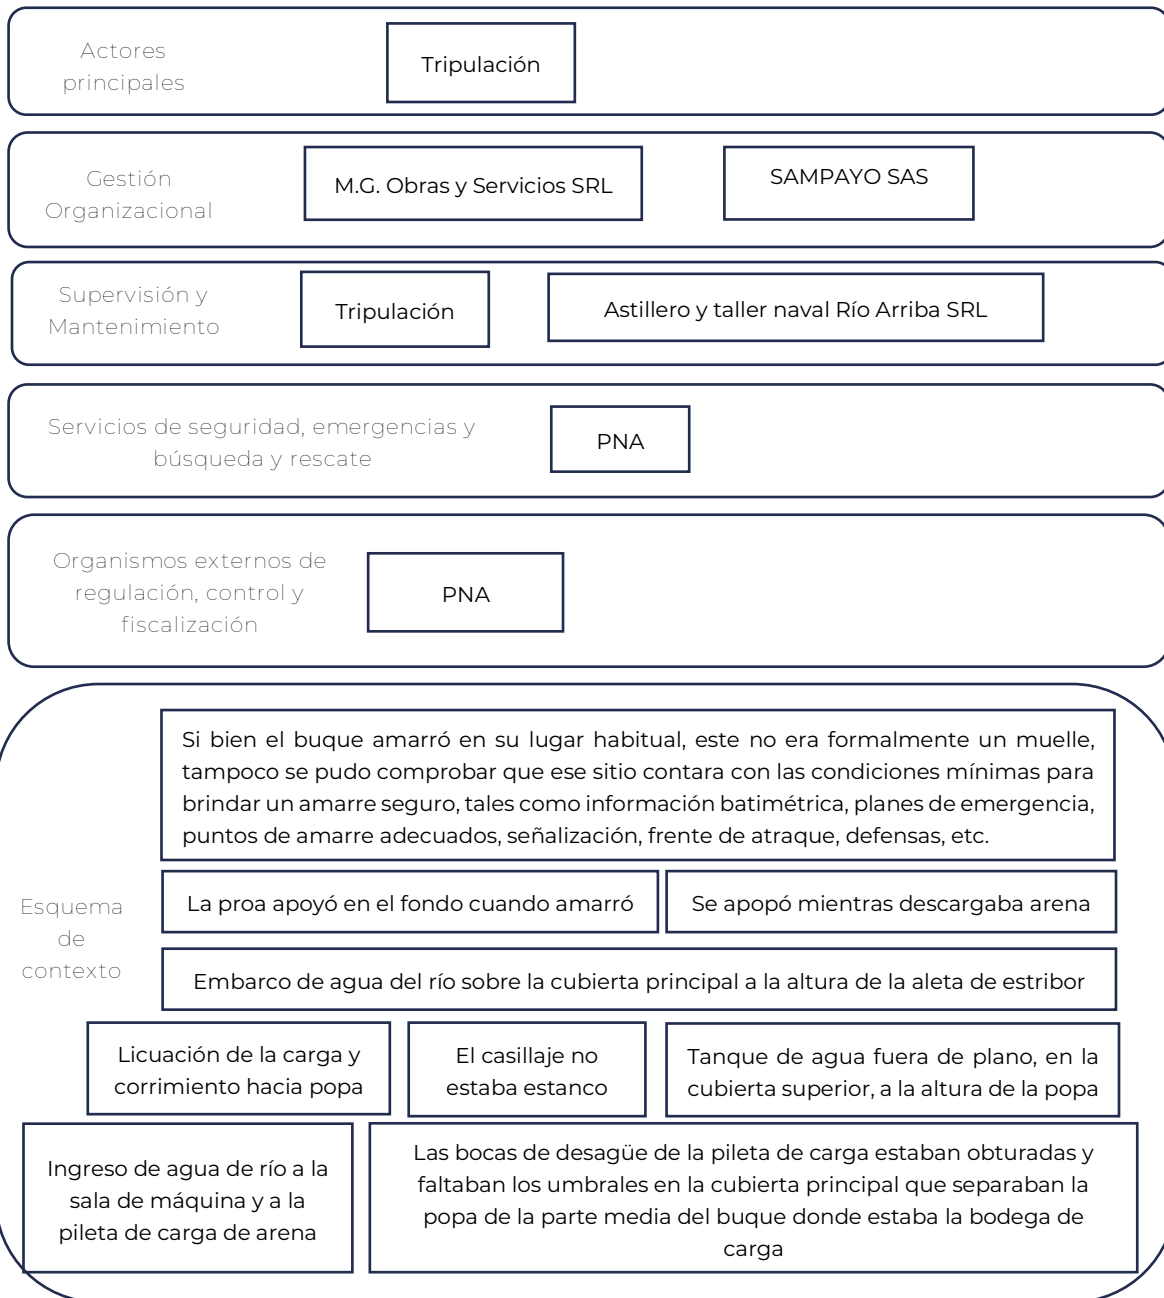 Actores
principales
Tripulación
Gestión
Organizacional
M.G. Obras y Servicios SRL
SAMPAYO SAS
Supervisión y
Mantenimiento
Tripulación
Astillero y taller naval Río Arriba SRL
Servicios de seguridad, emergencias y
búsqueda y rescate
PNA
Organismos externos de
regulación, control y
fiscalización
PNA
Esquema
de
contexto
Si bien el buque amarró en su lugar habitual, este no era formalmente un muelle,
tampoco se pudo comprobar que ese sitio contara con las condiciones mínimas para
brindar un amarre seguro, tales como información batimétrica, planes de emergencia,
puntos de amarre adecuados, señalización, frente de atraque, defensas, etc.
La proa apoyó en el fondo cuando amarró
Se apopó mientras descargaba arena
Embarco de agua del río sobre la cubierta principal a la altura de la aleta de estribor
Licuación de la carga y
corrimiento hacia popa
El casillaje no
estaba estanco
Tanque de agua fuera de plano, en la
cubierta superior, a la altura de la popa
Ingreso de agua de río a la
sala de máquina y a la
pileta de carga de arena
Las bocas de desagüe de la pileta de carga estaban obturadas y
faltaban los umbrales en la cubierta principal que separaban la
popa de la parte media del buque donde estaba la bodega de
carga